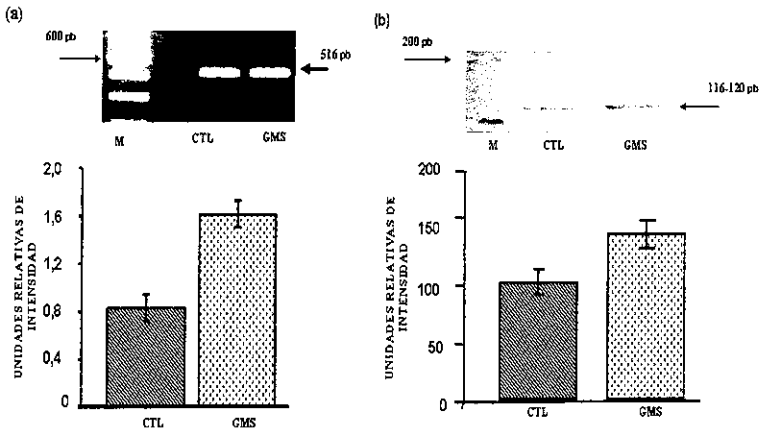 (a)
600 pb
516 pb
M CTL GMS
UNIDADES RELATIVAS DE
INTENSIDAD
2,0
1,6
1,2
0,8
0,4
0
CTL GMS
(b)
200 pb
116-120 pb
M CTL GMS
UNIDADES RELATIVAS DE
INTENSIDAD
200
150
100
50
0
CTL GMS